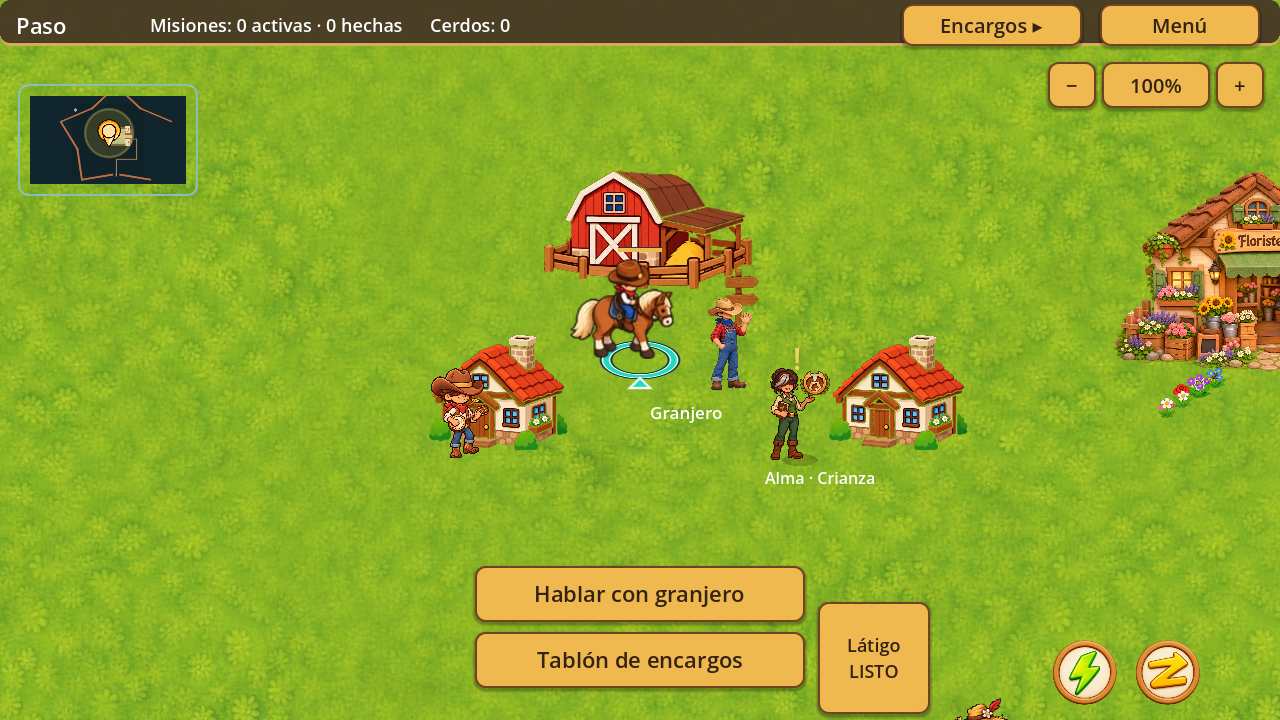 Paso
Misiones: 0 activas · 0 hechas
Cerdos: 0
Encargos ▸
Menú
−
100%
+
Granjero
Alma · Crianza
Hablar con granjero
Tablón de encargos
Látigo
LISTO